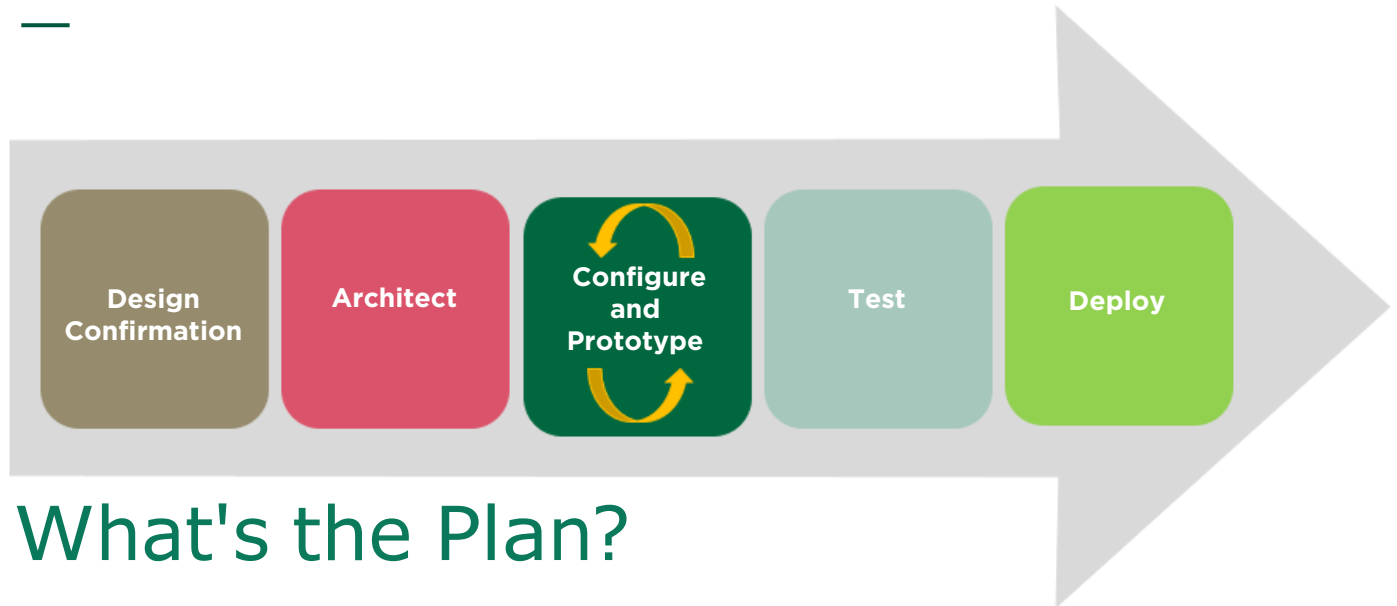 Design
Confirmation
Architect
Configure
and
Prototype
Test
Deploy
What's the Plan?